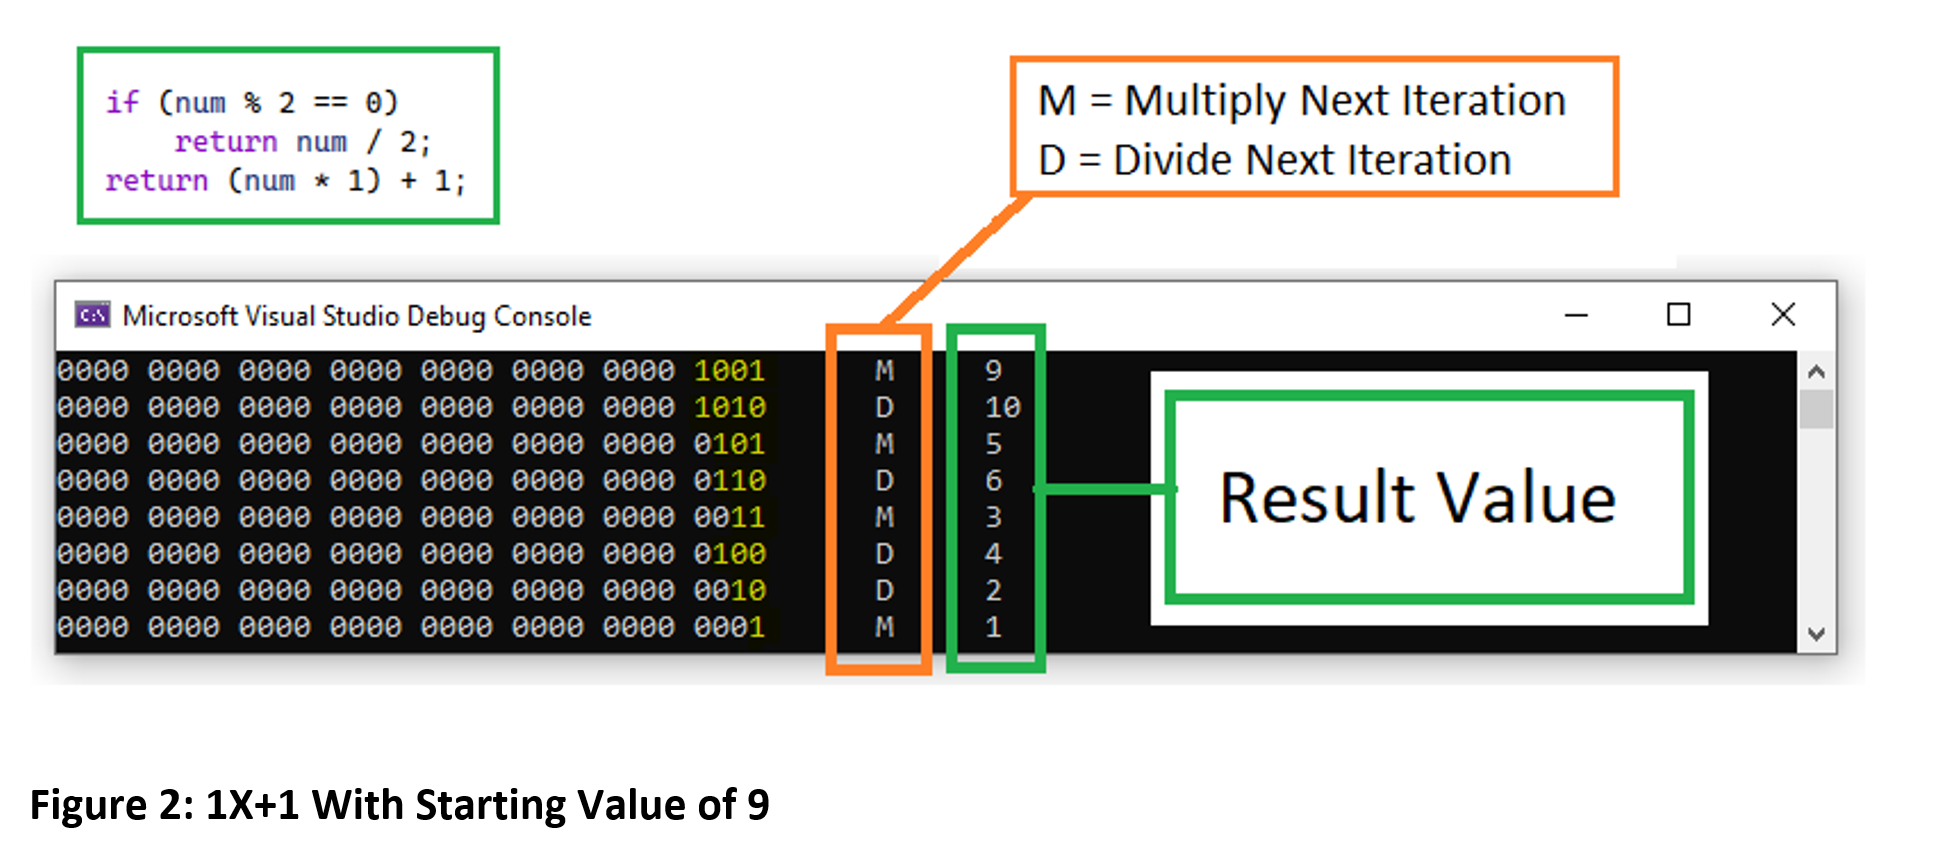 if (num % 2 == 0)
return num / 2;
return (num * 1) + 1;
M = Multiply Next Iteration
D = Divide Next Iteration
C:\ Microsoft Visual Studio Debug Console
0000 0000 0000 0000 0000 0000 0000 1001 M 9
0000 0000 0000 0000 0000 0000 0000 1010 D 10
0000 0000 0000 0000 0000 0000 0000 0101 M 5
0000 0000 0000 0000 0000 0000 0000 0110 D 6
0000 0000 0000 0000 0000 0000 0000 0011 M 3
0000 0000 0000 0000 0000 0000 0000 0100 D 4
0000 0000 0000 0000 0000 0000 0000 0010 D 2
0000 0000 0000 0000 0000 0000 0000 0001 M 1
Result Value
Figure 2: 1X+1 With Starting Value of 9